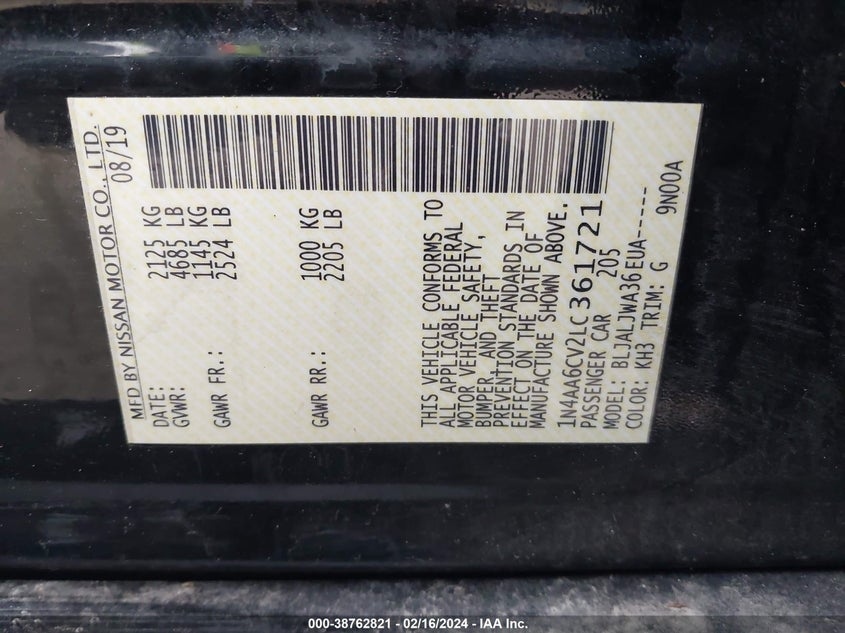 MFD BY NISSAN MOTOR CO., LTD.
DATE: 08/19
GVWR: 2125 KG
4685 LB
GAWR FR.: 1145 KG
2524 LB
GAWR RR.: 1000 KG
2205 LB
THIS VEHICLE CONFORMS TO
ALL APPLICABLE FEDERAL
MOTOR VEHICLE SAFETY,
BUMPER, AND THEFT
PREVENTION STANDARDS IN
EFFECT ON THE DATE OF
MANUFACTURE SHOWN ABOVE.
1N4AA6CV2LC361721
PASSENGER CAR 205
MODEL: BLJALJWA36EUA------
COLOR: KH3 TRIM: G 9N00A
000-38762821 - 02/16/2024 - IAA Inc.